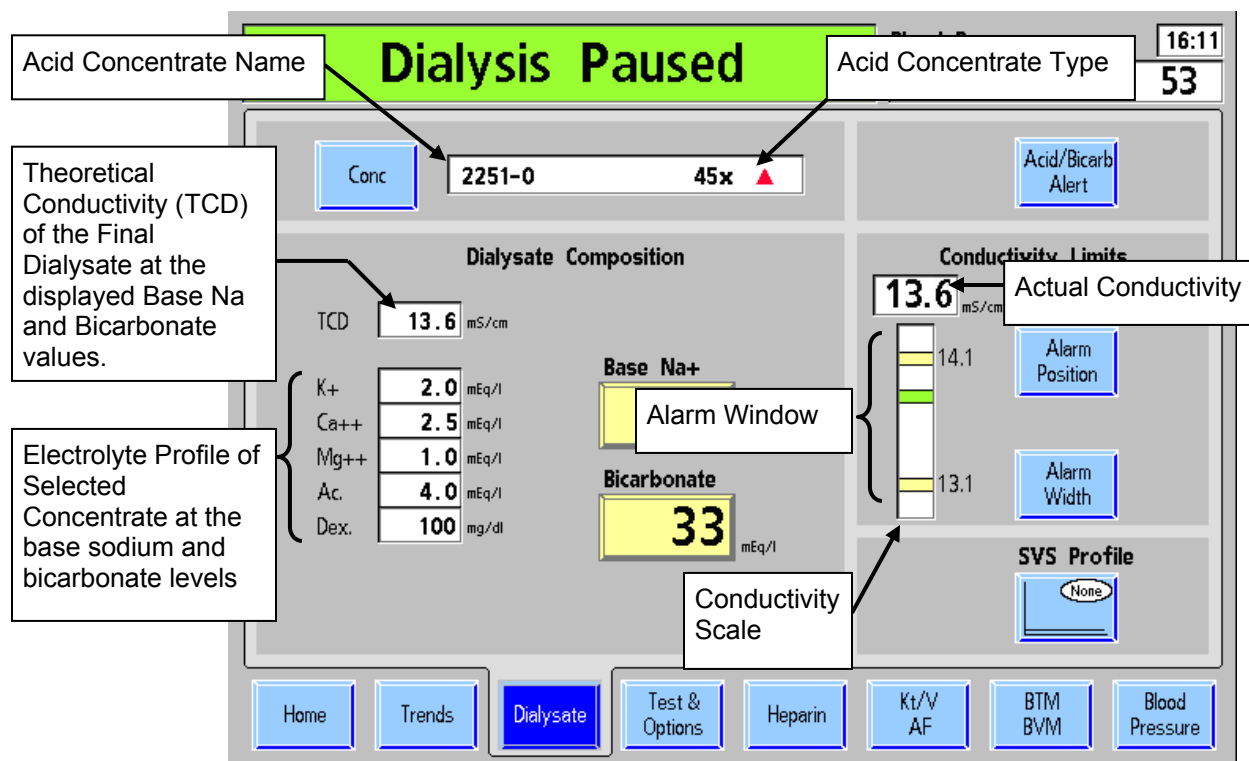 Dialysis Paused
16:11
53
Acid Concentrate Name
Acid Concentrate Type
Conc
2251-0 45x
Acid/Bicarb
Alert
Theoretical
Conductivity (TCD)
of the Final
Dialysate at the
displayed Base Na
and Bicarbonate
values.
Dialysate Composition
TCD 13.6 mS/cm
K+ 2.0 mEq/l
Ca++ 2.5 mEq/l
Mg++ 1.0 mEq/l
Ac. 4.0 mEq/l
Dex. 100 mg/dl
Electrolyte Profile of
Selected
Concentrate at the
base sodium and
bicarbonate levels
Base Na+
Bicarbonate
33 mEq/l
Conductivity Limits
13.6 mS/cm
Actual Conductivity
Alarm Window
14.1
13.1
Alarm
Position
Alarm
Width
Conductivity
Scale
SVS Profile
None
Home
Trends
Dialysate
Test &
Options
Heparin
Kt/V
AF
BTM
BVM
Blood
Pressure